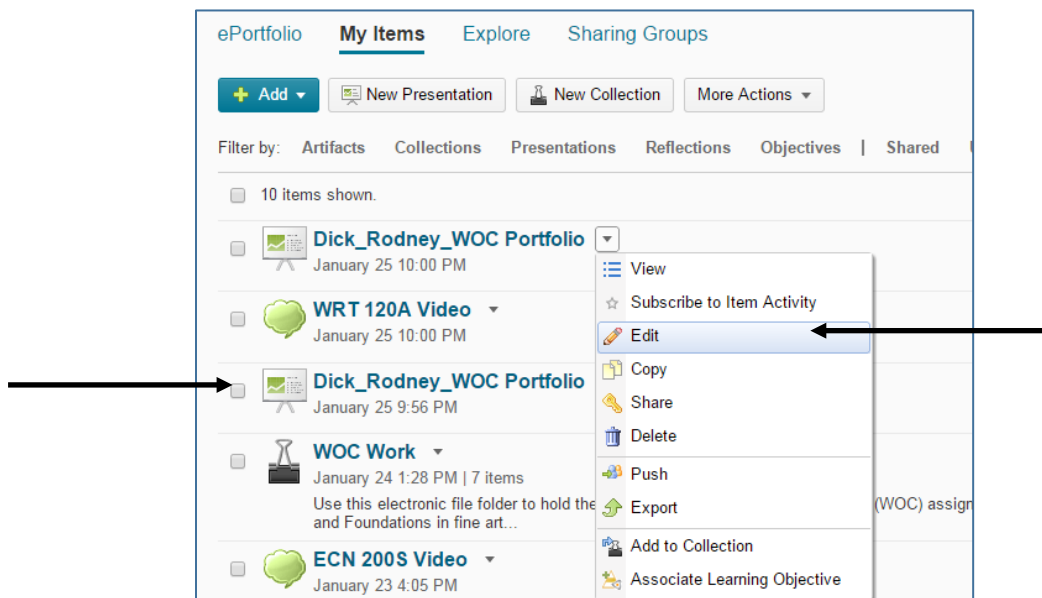 ePortfolio My Items Explore Sharing Groups
Add New Presentation New Collection More Actions
Filter by: Artifacts Collections Presentations Reflections Objectives | Shared
10 items shown.
Dick_Rodney_WOC Portfolio
January 25 10:00 PM
View
Subscribe to Item Activity
WRT 120A Video
January 25 10:00 PM
Edit
Copy
Dick_Rodney_WOC Portfolio
January 25 9:56 PM
Share
Delete
WOC Work
January 24 1:28 PM | 7 items
Push
Use this electronic file folder to hold the (WOC) assign
and Foundations in fine art...
Export
Add to Collection
ECN 200S Video
January 23 4:05 PM
Associate Learning Objective